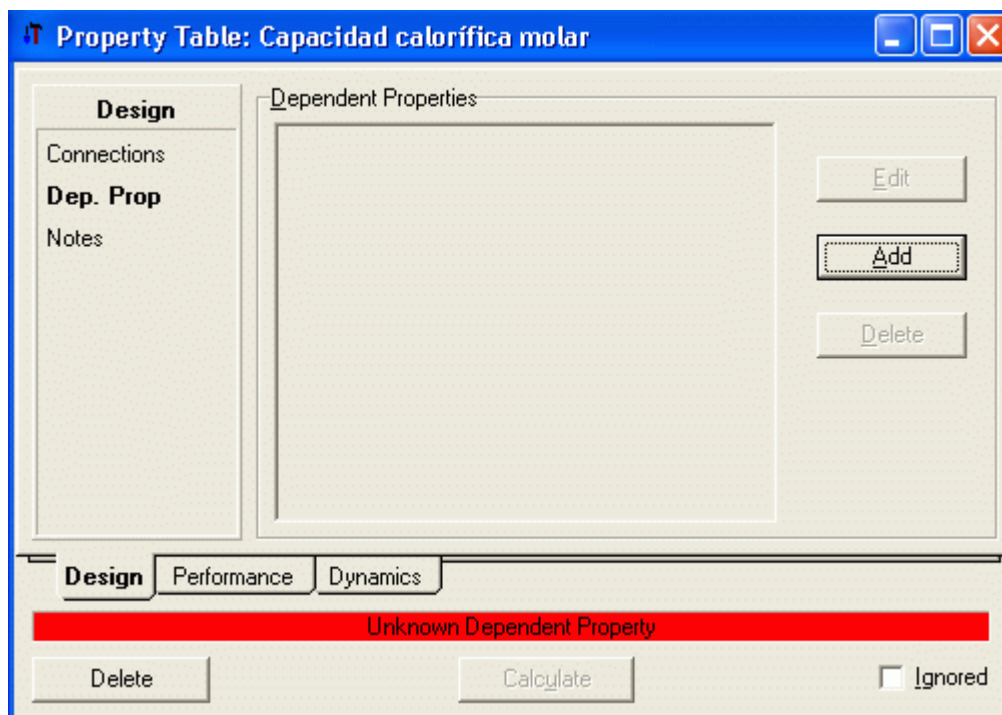 Property Table: Capacidad calorífica molar
Design
Connections
Dep. Prop
Notes
Dependent Properties
Edit
Add
Delete
Design Performance Dynamics
Unknown Dependent Property
Delete Calculate Ignored